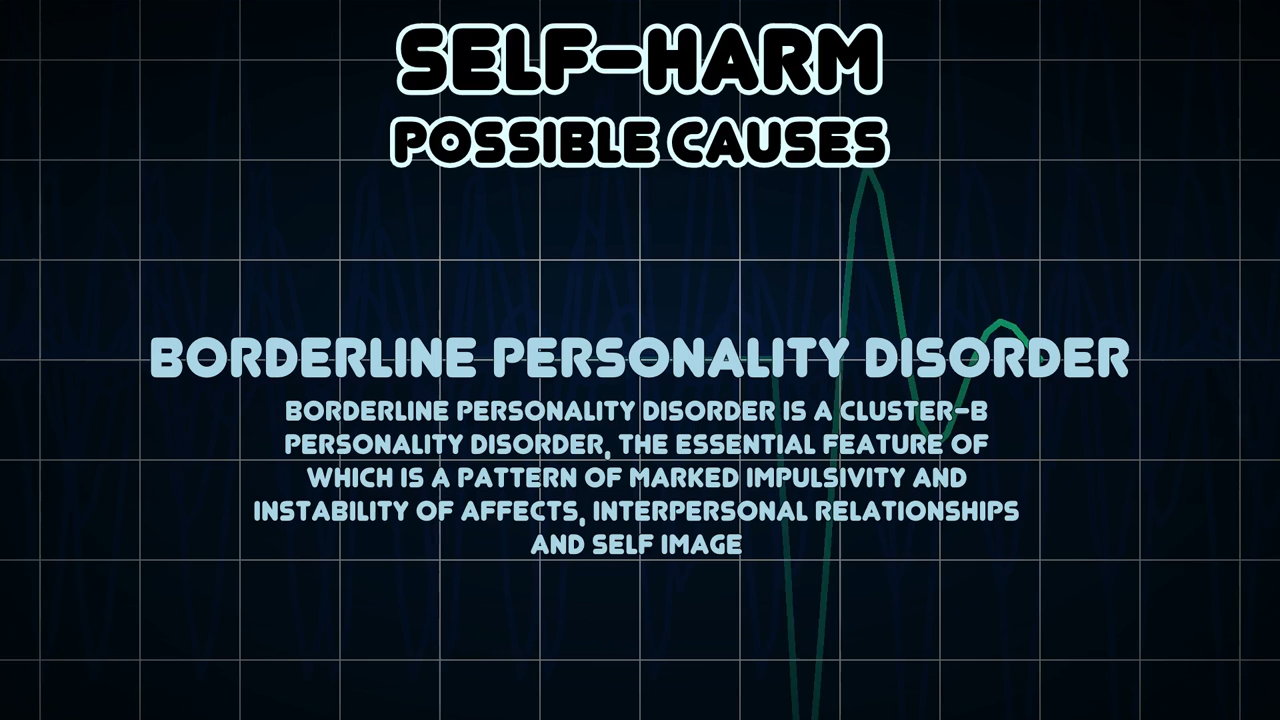 SELF-HARM
POSSIBLE CAUSES
BORDERLINE PERSONALITY DISORDER
BORDERLINE PERSONALITY DISORDER IS A CLUSTER-B
PERSONALITY DISORDER, THE ESSENTIAL FEATURE OF
WHICH IS A PATTERN OF MARKED IMPULSIVITY AND
INSTABILITY OF AFFECTS, INTERPERSONAL RELATIONSHIPS
AND SELF IMAGE